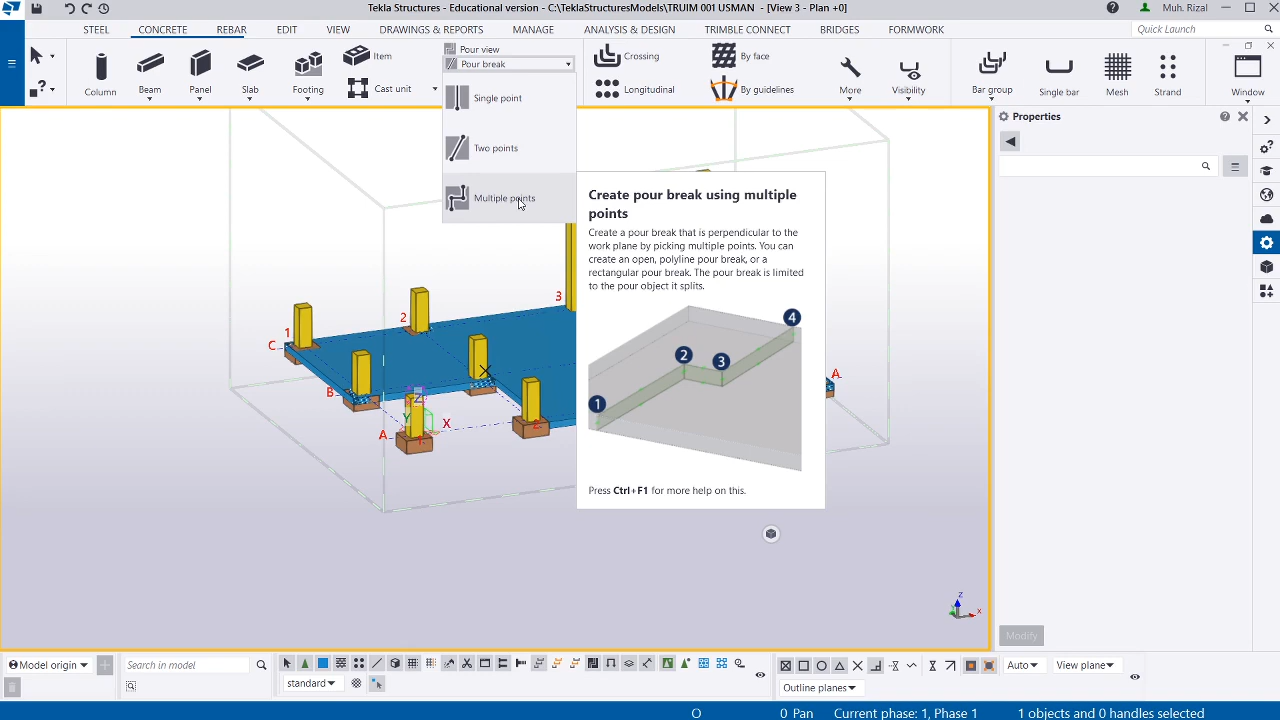 Tekla Structures - Educational Version - C:\TeklaStructuresModels\TRUIM 001 USMAN - [View 3 - Plan +0]
Muh. Rizal
STEEL CONCRETE REBAR EDIT VIEW DRAWINGS & REPORTS MANAGE ANALYSIS & DESIGN TRIMBLE CONNECT BRIDGES FORMWORK
Quick Launch
Column
Beam
Panel
Slab
Footing
Item
Cast unit
Pour view
Pour break
Crossing
Longitudinal
By face
By guidelines
More
Visibility
Bar group
Single bar
Mesh
Strand
Window
Single point
Two points
Multiple points
Create pour break using multiple
points
Create a pour break that is perpendicular to the
work plane by picking multiple points. You can
create an open, polyline pour break, or a
rectangular pour break. The pour break is limited
to the pour object it splits.
1
2
3
4
Press Ctrl+F1 for more help on this.
Properties
Modify
1
2
3
C
B
A
Z
Y
X
1
2
A
z
x
Model origin
Search in model
standard
Auto
View plane
Outline planes
O
0 Pan
Current phase: 1, Phase 1
1 objects and 0 handles selected